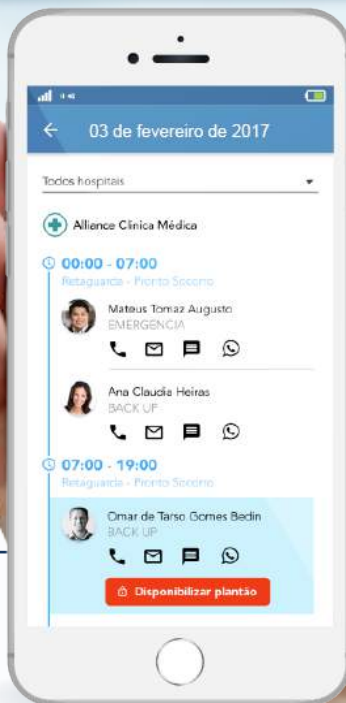 03 de fevereiro de 2017
Todos hospitais
Alliance Clínica Médica
00:00 - 07:00
Retaguarda - Pronto Socorro
Mateus Tomaz Augusto
EMERGÊNCIA
Ana Claudia Heiras
BACK UP
07:00 - 19:00
Retaguarda - Pronto Socorro
Omar de Tarso Gomes Bedin
BACK UP
Disponibilizar plantão